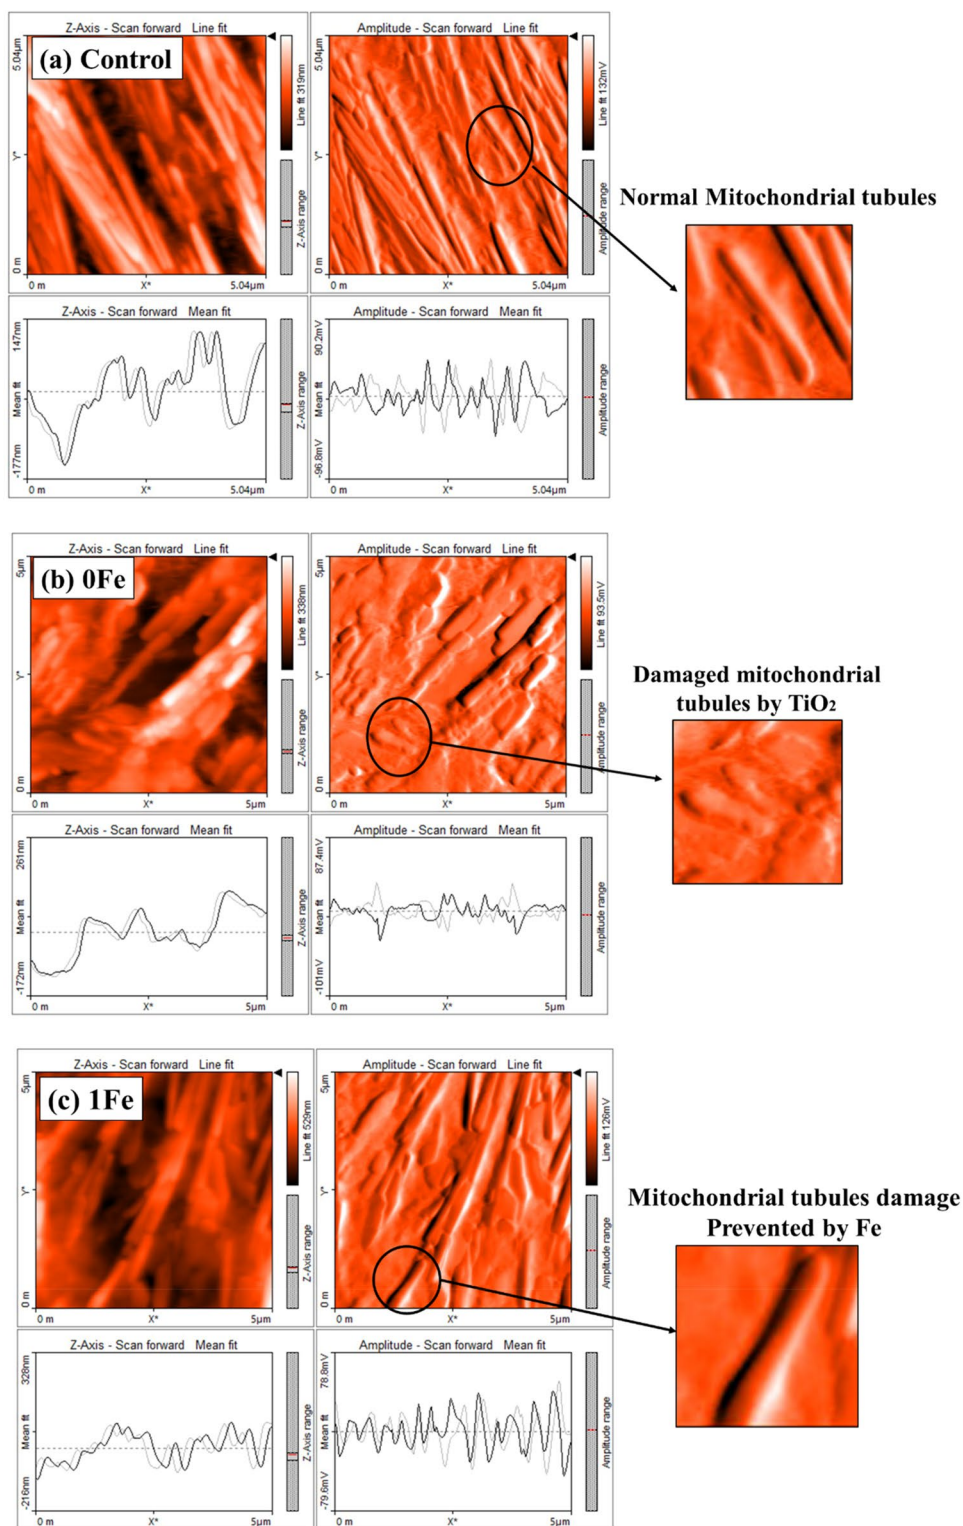 Z-Axis - Scan forward Line fit
Amplitude - Scan forward Line fit
(a) Control
5.04µm
Y*
0 m
0 m X* 5.04µm
Line fit 319nm
Z-Axis range
5.04µm
Y*
0 m
0 m X* 5.04µm
Line fit 132mV
Amplitude range
Normal Mitochondrial tubules
Z-Axis - Scan forward Mean fit
Amplitude - Scan forward Mean fit
147nm
Mean fit
-177nm
0 m X* 5.04µm
Z-Axis range
90.2mV
Mean fit
-96.8mV
0 m X* 5.04µm
Amplitude range
Z-Axis - Scan forward Line fit
Amplitude - Scan forward Line fit
(b) 0Fe
5µm
Y*
0 m
0 m X* 5µm
Line fit 338nm
Z-Axis range
5µm
Y*
0 m
0 m X* 5µm
Line fit 93.5mV
Amplitude range
Damaged mitochondrial
tubules by TiO₂
Z-Axis - Scan forward Mean fit
Amplitude - Scan forward Mean fit
261nm
Mean fit
-172nm
0 m X* 5µm
Z-Axis range
87.4mV
Mean fit
-101mV
0 m X* 5µm
Amplitude range
Z-Axis - Scan forward Line fit
Amplitude - Scan forward Line fit
(c) 1Fe
5µm
Y*
0 m
0 m X* 5µm
Line fit 529nm
Z-Axis range
5µm
Y*
0 m
0 m X* 5µm
Line fit 126mV
Amplitude range
Mitochondrial tubules damage
Prevented by Fe
Z-Axis - Scan forward Mean fit
Amplitude - Scan forward Mean fit
328nm
Mean fit
-216nm
0 m X* 5µm
Z-Axis range
78.8mV
Mean fit
-79.6mV
0 m X* 5µm
Amplitude range